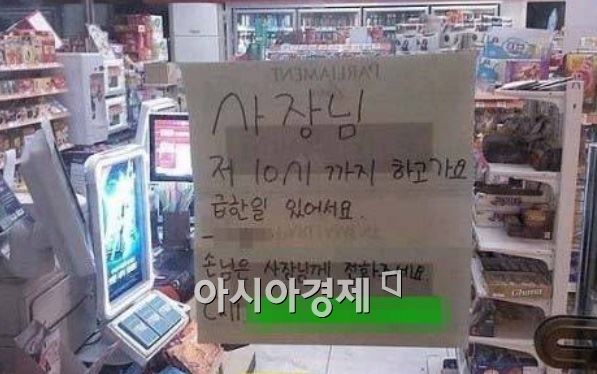 PARLIAMENT
사장님
저 10시 까지 하고가요
급한일 있어서요.
-
손님은 사장님께 전화주세요.
아시아경제
Ghana